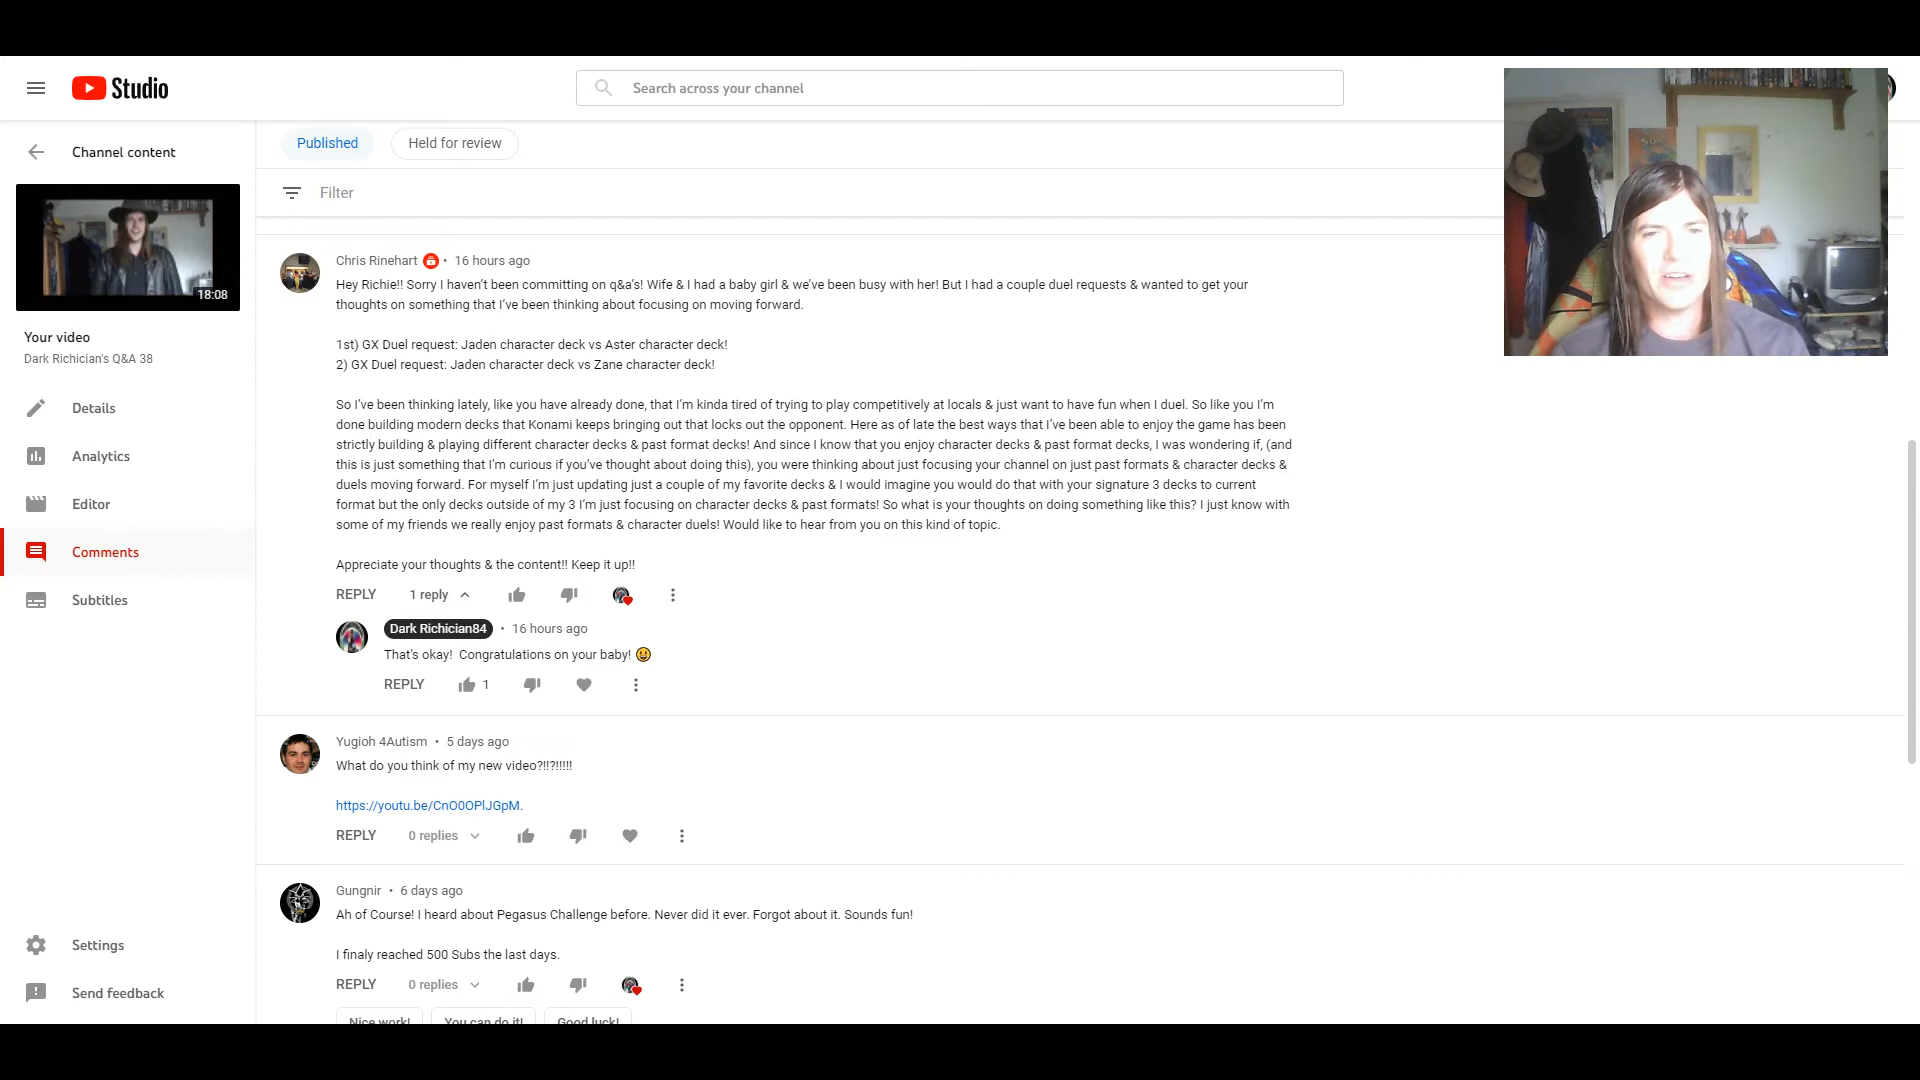 Studio
Search across your channel
Channel content
18:08
Your video
Dark Richician's Q&A 38
Details
Analytics
Editor
Comments
Subtitles
Settings
Send feedback
Published
Held for review
Filter
Chris Rinehart • 16 hours ago
Hey Richie!! Sorry I haven't been committing on q&a's! Wife & I had a baby girl & we've been busy with her! But I had a couple duel requests & wanted to get your
thoughts on something that I've been thinking about focusing on moving forward.
1st) GX Duel request: Jaden character deck vs Aster character deck!
2) GX Duel request: Jaden character deck vs Zane character deck!
So I've been thinking lately, like you have already done, that I'm kinda tired of trying to play competitively at locals & just want to have fun when I duel. So like you I'm
done building modern decks that Konami keeps bringing out that locks out the opponent. Here as of late the best ways that I've been able to enjoy the game has been
strictly building & playing different character decks & past format decks! And since I know that you enjoy character decks & past format decks, I was wondering if, (and
this is just something that I'm curious if you've thought about doing this), you were thinking about just focusing your channel on just past formats & character decks &
duels moving forward. For myself I'm just updating just a couple of my favorite decks & I would imagine you would do that with your signature 3 decks to current
format but the only decks outside of my 3 I'm just focusing on character decks & past formats! So what is your thoughts on doing something like this? I just know with
some of my friends we really enjoy past formats & character duels! Would like to hear from you on this kind of topic.
Appreciate your thoughts & the content!! Keep it up!!
REPLY 1 reply
Dark Richician84 • 16 hours ago
That's okay! Congratulations on your baby! 😃
REPLY 1
Yugioh 4Autism • 5 days ago
What do you think of my new video?!!?!!!!!
https://youtu.be/CnO0OPlJGpM.
REPLY 0 replies
Gungnir • 6 days ago
Ah of Course! I heard about Pegasus Challenge before. Never did it ever. Forgot about it. Sounds fun!
I finaly reached 500 Subs the last days.
REPLY 0 replies
Nice work! You can do it! Good luck!